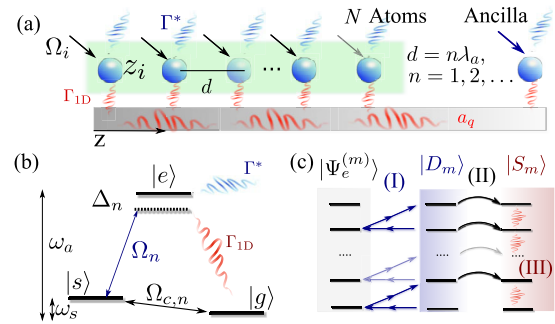 (a) Γ* N Atoms Ancilla
Ω_i z_i d ... d = nλ_a,
n = 1, 2, ...
Γ_1D
a_q
z
(b) |e⟩ Γ*
Δ_n
Γ_1D
ω_a Ω_n
|s⟩ Ω_{c,n} |g⟩
ω_s
(c) |Ψ_e^{(m)}⟩ (I) |D_m⟩ (II) |S_m⟩
.... .... ....
(III)